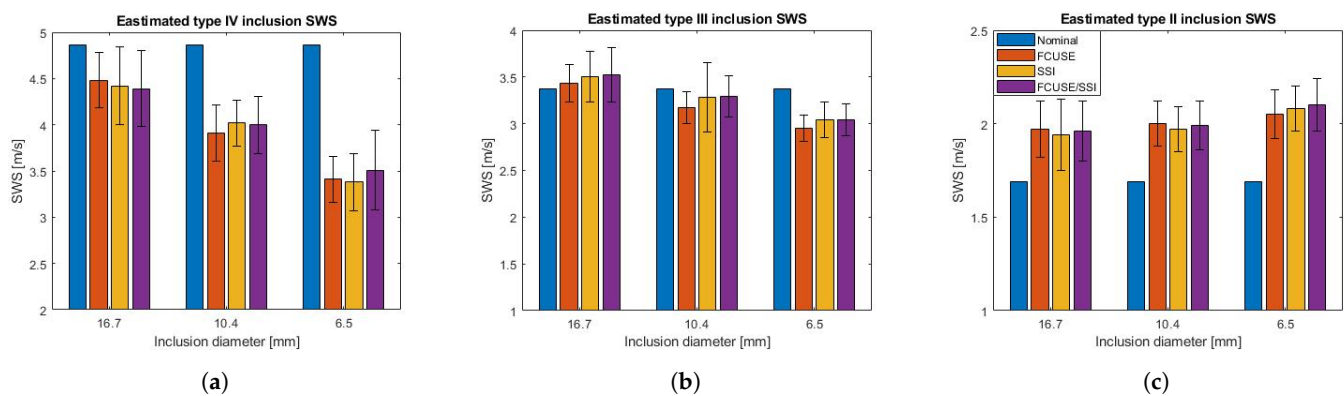 Eastimated type IV inclusion SWS
SWS [m/s]
5
4.5
4
3.5
3
2.5
2
16.7 10.4 6.5
Inclusion diameter [mm]
(a)
Eastimated type III inclusion SWS
SWS [m/s]
4
3.5
3
2.5
2
1.5
1
16.7 10.4 6.5
Inclusion diameter [mm]
(b)
Eastimated type II inclusion SWS
SWS [m/s]
2.5
2
1.5
1
Nominal
FCUSE
SSI
FCUSE/SSI
16.7 10.4 6.5
Inclusion diameter [mm]
(c)